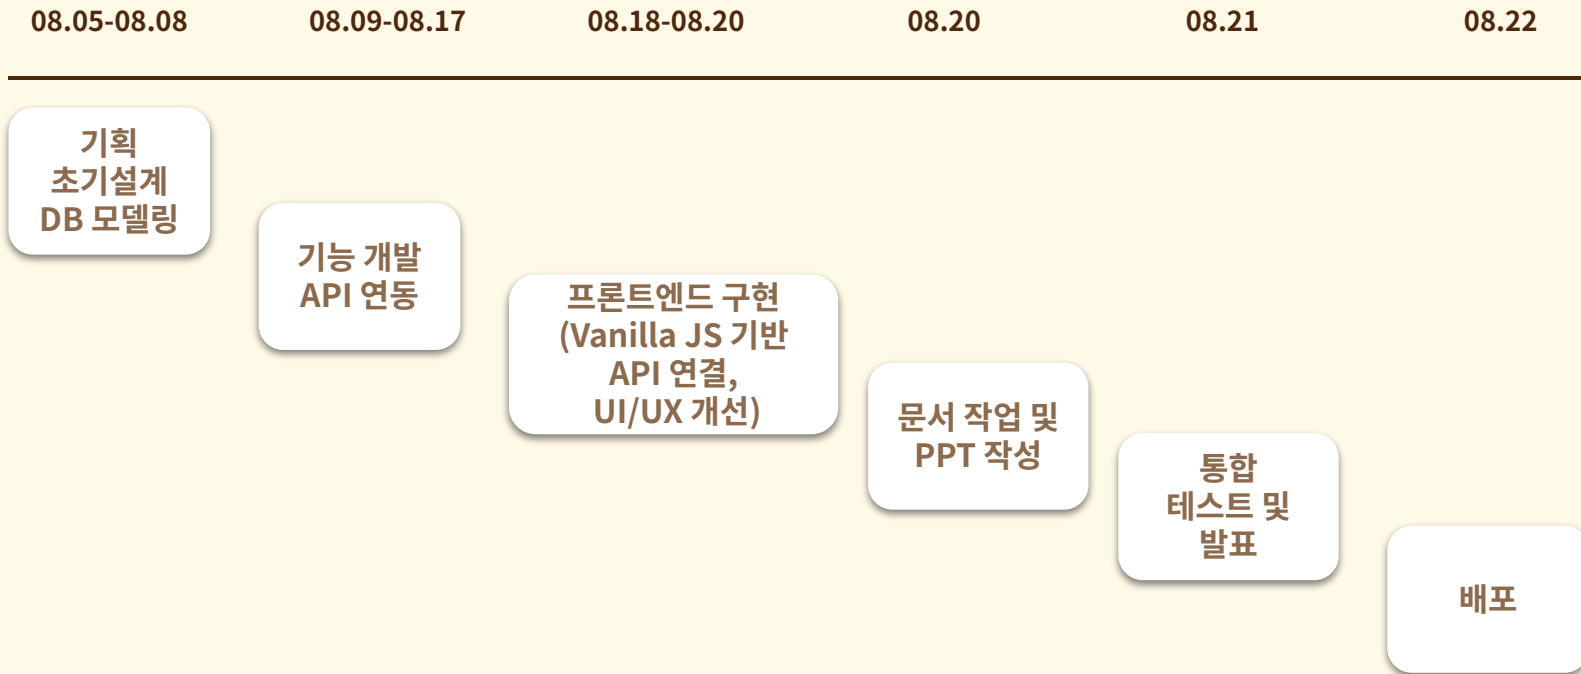 08.05-08.08
08.09-08.17
08.18-08.20
08.20
08.21
08.22
기획
초기설계
DB 모델링
기능 개발
API 연동
프론트엔드 구현
(Vanilla JS 기반
API 연결,
UI/UX 개선)
문서 작업 및
PPT 작성
통합
테스트 및
발표
배포